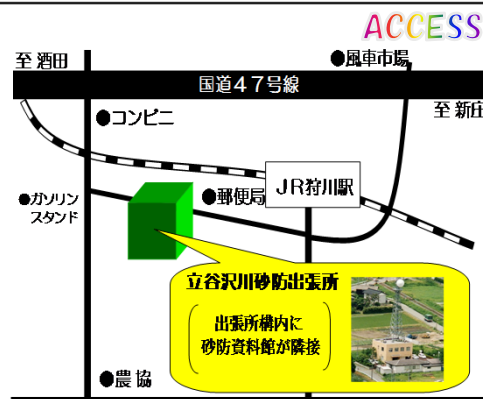 ACCESS
至 酒田
●風車市場
国道47号線
至 新庄
●コンビニ
●ガソリン
スタンド
●郵便局
JR狩川駅
立谷沢川砂防出張所
出張所構内に
砂防資料館が隣接
●農 協